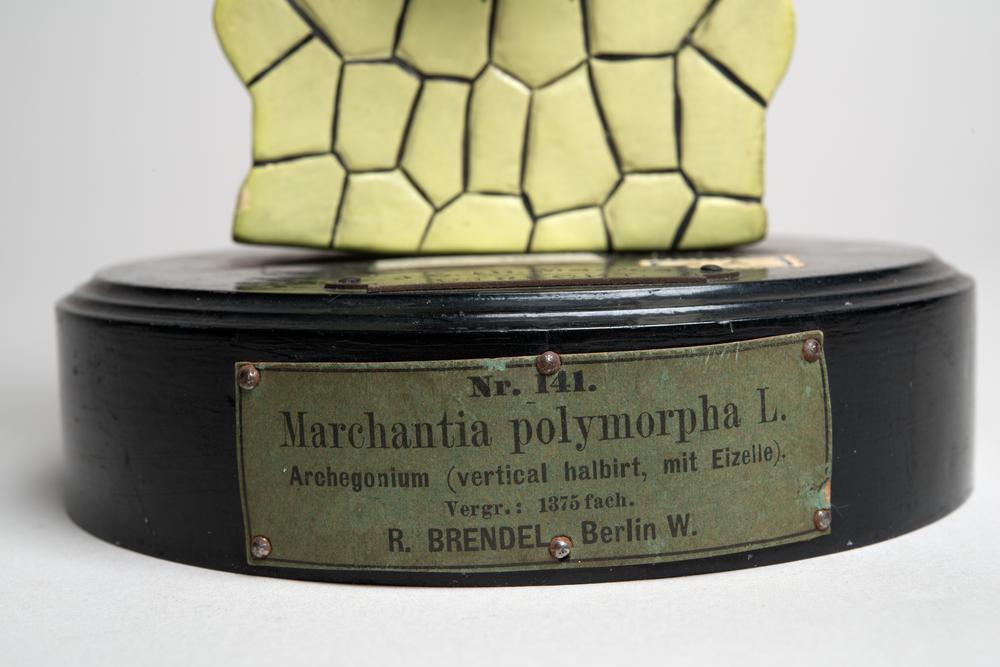 Nr. 141.
Marchantia polymorpha L.
Archegonium (vertical halbirt, mit Eizelle).
Vergr.: 1375 fach.
R. BRENDEL Berlin W.